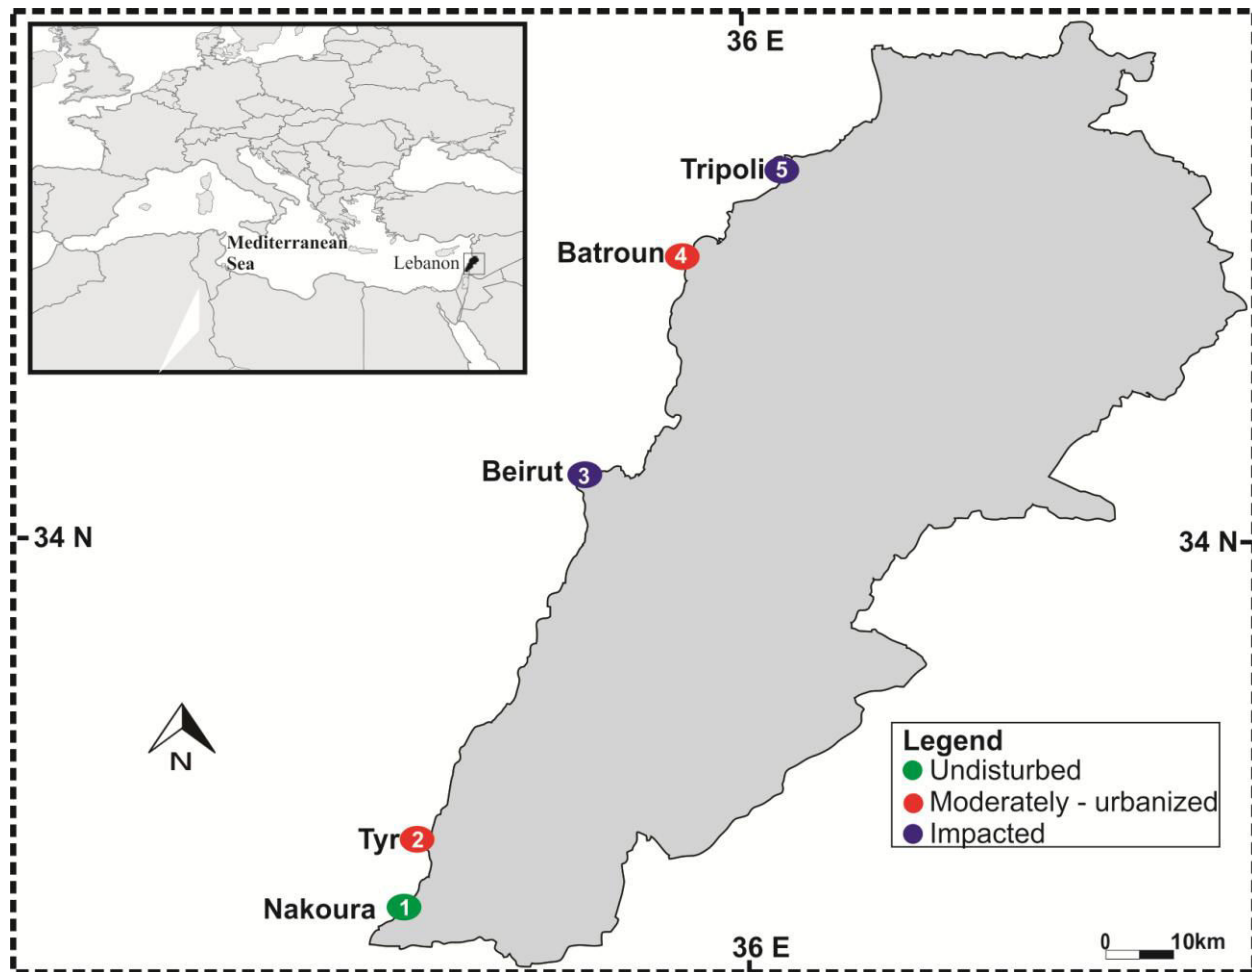 36 E
Mediterranean
Sea
Lebanon
Tripoli 5
Batroun 4
Beirut 3
34 N
34 N
N
Legend
Undisturbed
Moderately - urbanized
Impacted
Tyr 2
Nakoura 1
36 E
0 10km